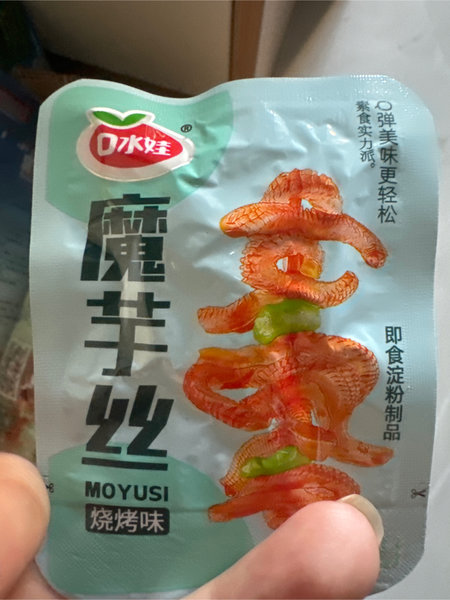 口水娃
®
魔芋丝
MOYUSI
烧烤味
Q弹美味更轻松
素食实力派。
即食淀粉制品